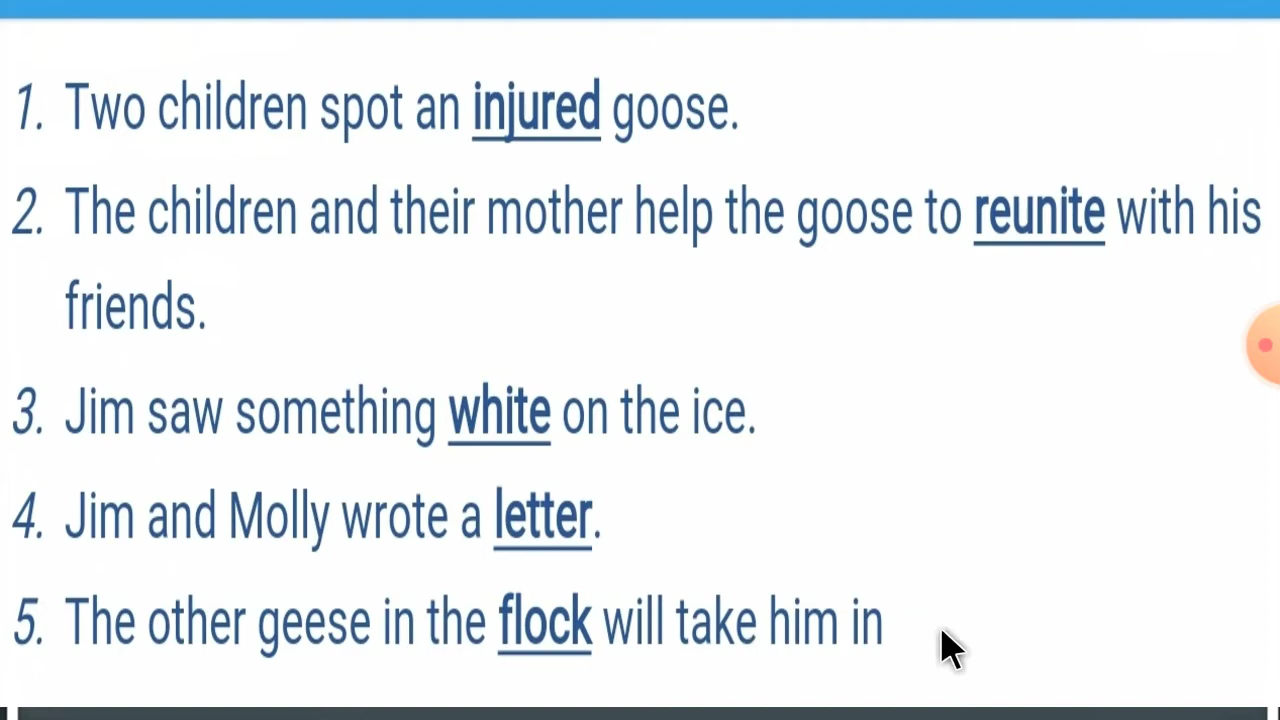 1. Two children spot an injured goose.
2. The children and their mother help the goose to reunite with his
friends.
3. Jim saw something white on the ice.
4. Jim and Molly wrote a letter.
5. The other geese in the flock will take him in